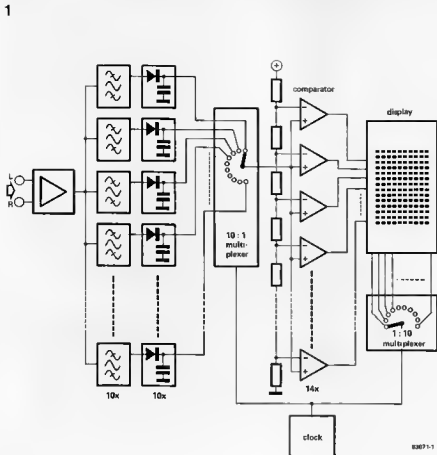 1
comparator
display
L
R
10 : 1
multi-
plexer
1 : 10
multiplexer
10x
10x
14x
clock
83071-1